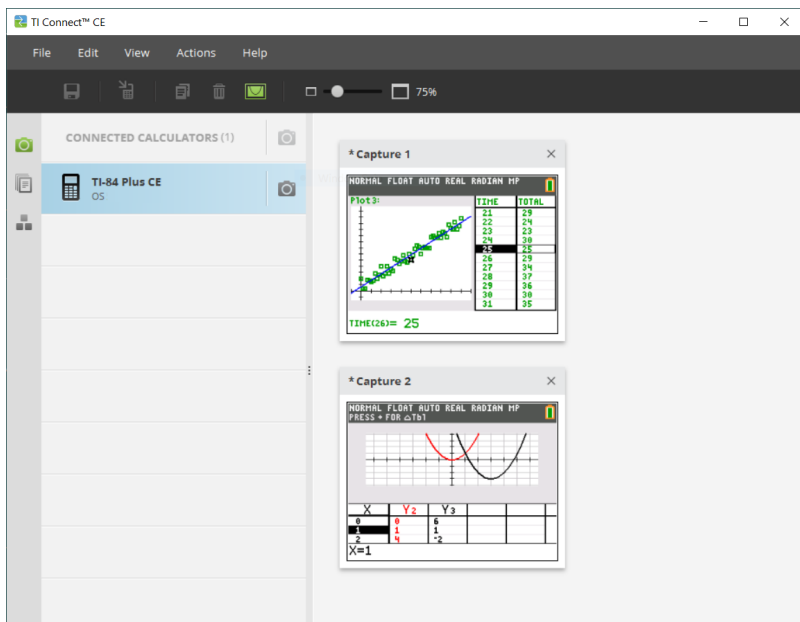 TI Connect™ CE
File Edit View Actions Help
75%
CONNECTED CALCULATORS (1)
TI-84 Plus CE
OS
*Capture 1
NORMAL FLOAT AUTO REAL RADIAN MP
Plot3:
TIME TOTAL
21 29
22 24
23 23
24 30
25 25
26 29
27 34
28 37
29 36
30 30
31 35
TIME(26)= 25
*Capture 2
NORMAL FLOAT AUTO REAL RADIAN MP
PRESS + FOR △Tbl
X Y2 Y3
0 0 6
1 1 1
2 4 -2
X=1